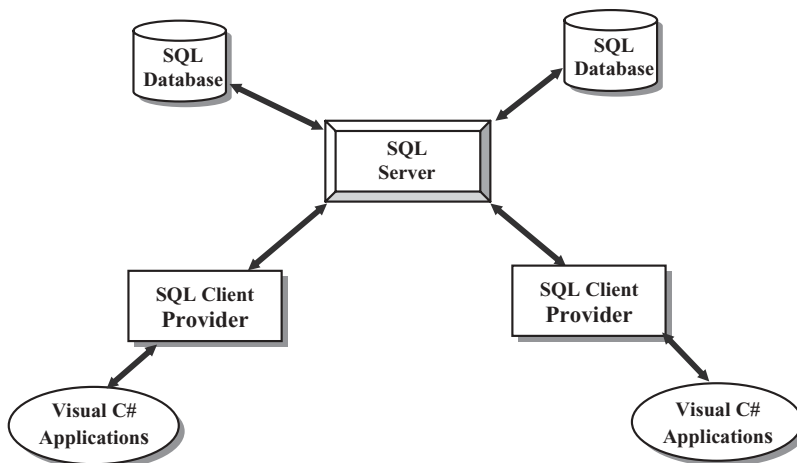 SQL
Database
SQL
Database
SQL
Server
SQL Client
Provider
SQL Client
Provider
Visual C#
Applications
Visual C#
Applications